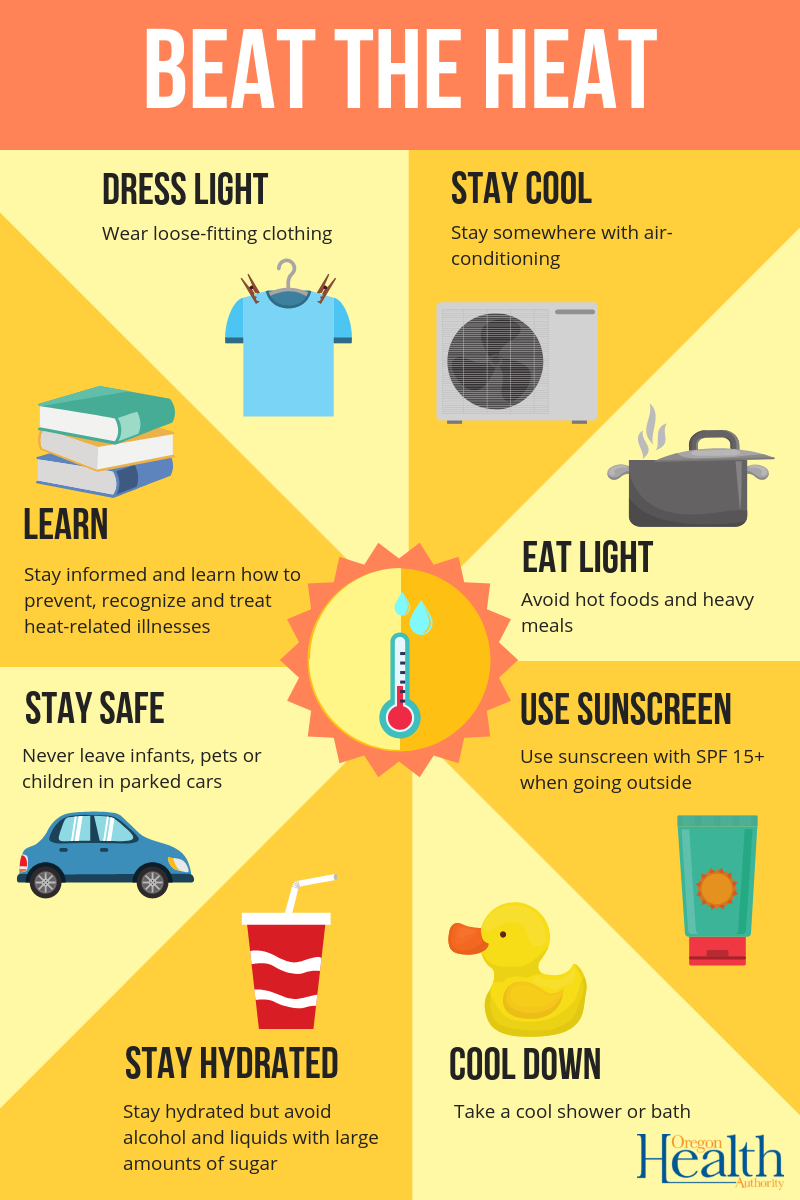 BEAT THE HEAT
DRESS LIGHT
Wear loose-fitting clothing
STAY COOL
Stay somewhere with air-
conditioning
LEARN
Stay informed and learn how to
prevent, recognize and treat
heat-related illnesses
EAT LIGHT
Avoid hot foods and heavy
meals
STAY SAFE
Never leave infants, pets or
children in parked cars
USE SUNSCREEN
Use sunscreen with SPF 15+
when going outside
STAY HYDRATED
Stay hydrated but avoid
alcohol and liquids with large
amounts of sugar
COOL DOWN
Take a cool shower or bath
Oregon
Health
Authority